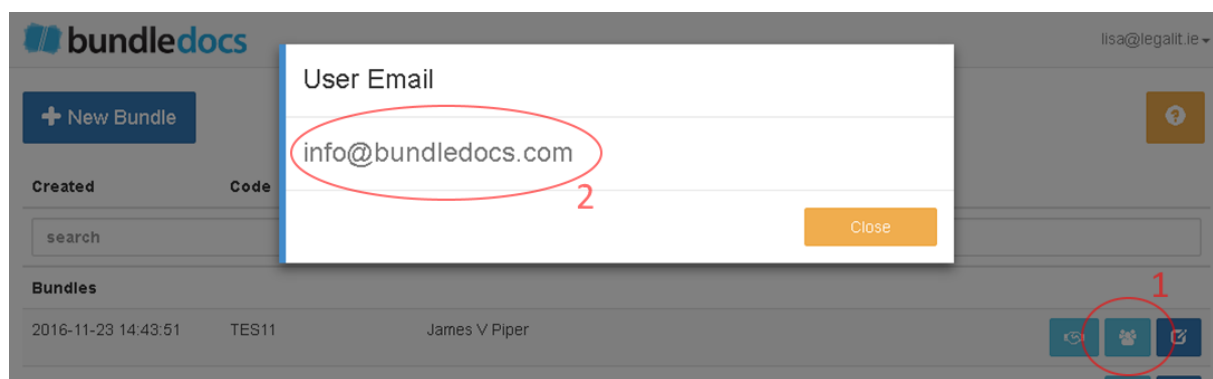 bundledocs
lisa@legalit.ie
User Email
+ New Bundle
?
info@bundledocs.com
2
Created Code
Close
search
Bundles
1
2016-11-23 14:43:51 TES11 James V Piper